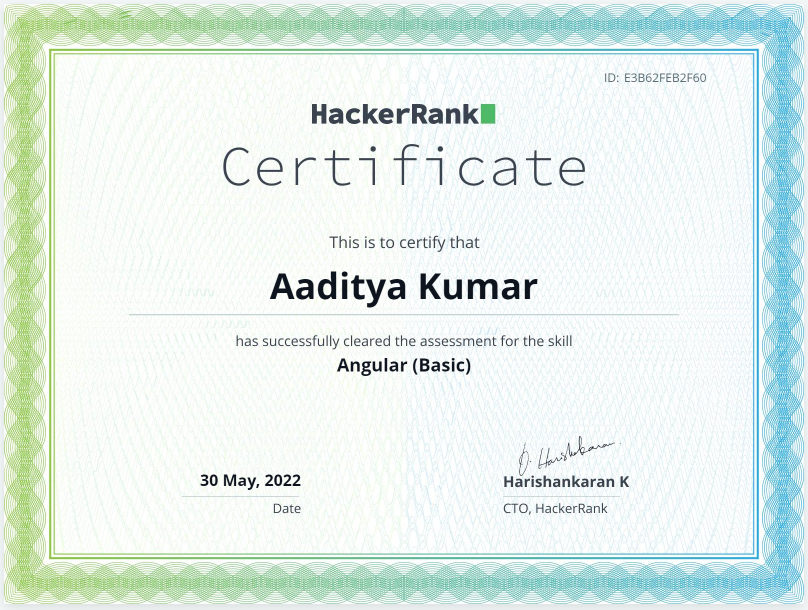 ID: E3B62FEB2F60
HackerRank
Certificate
This is to certify that
Aaditya Kumar
has successfully cleared the assessment for the skill
Angular (Basic)
30 May, 2022
Date
Harishankaran K
CTO, HackerRank